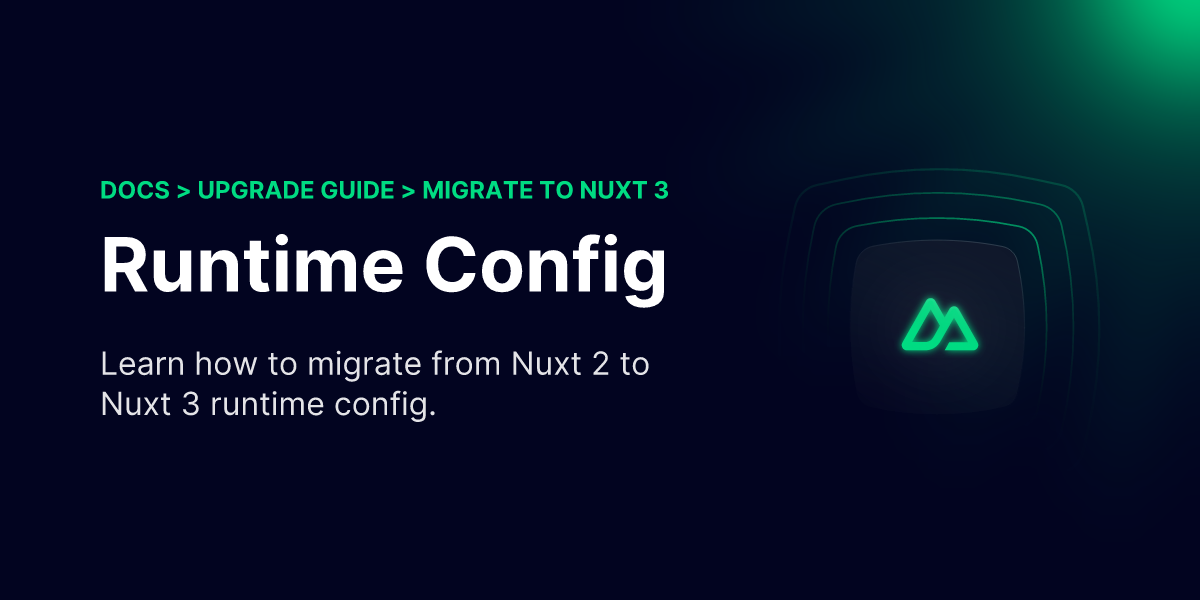 DOCS > UPGRADE GUIDE > MIGRATE TO NUXT 3
Runtime Config
Learn how to migrate from Nuxt 2 to
Nuxt 3 runtime config.